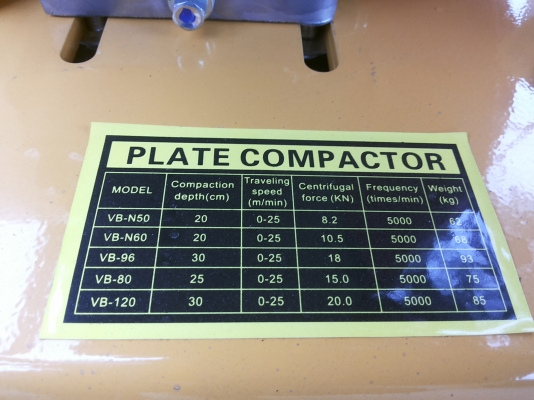 PLATE COMPACTOR
MODEL Compaction depth(cm) Traveling speed (m/min) Centrifugal force (KN) Frequency (times/min) Weight (kg)
VB-N50 20 0-25 8.2 5000 62
VB-N60 20 0-25 10.5 5000 68
VB-96 30 0-25 18 5000 93
VB-80 25 0-25 15.0 5000 75
VB-120 30 0-25 20.0 5000 85